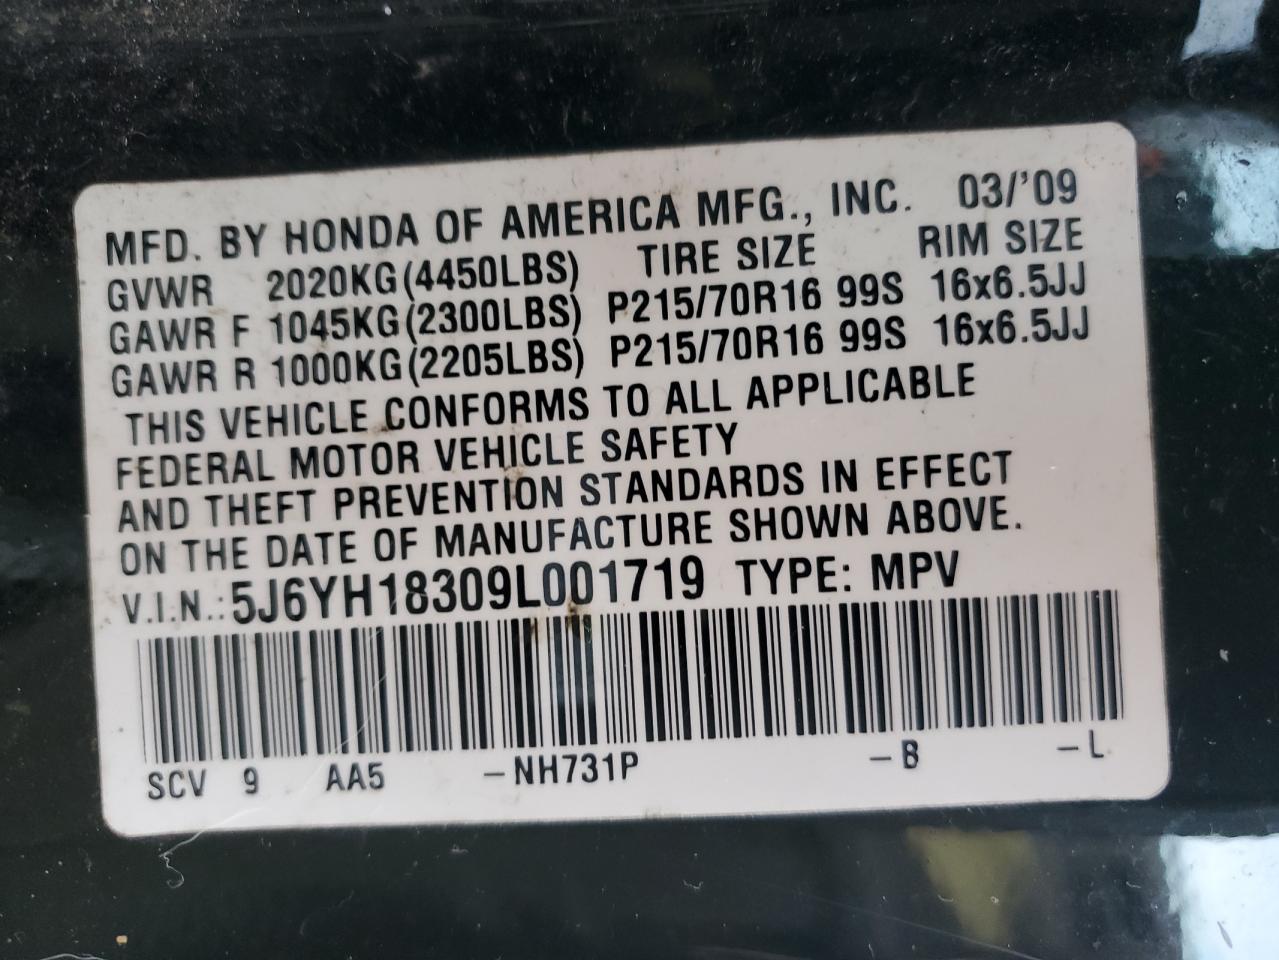 MFD. BY HONDA OF AMERICA MFG., INC. 03/'09
GVWR 2020KG(4450LBS) TIRE SIZE RIM SIZE
GAWR F 1045KG(2300LBS) P215/70R16 99S 16x6.5JJ
GAWR R 1000KG(2205LBS) P215/70R16 99S 16x6.5JJ
THIS VEHICLE CONFORMS TO ALL APPLICABLE
FEDERAL MOTOR VEHICLE SAFETY
AND THEFT PREVENTION STANDARDS IN EFFECT
ON THE DATE OF MANUFACTURE SHOWN ABOVE.
V.I.N.: 5J6YH18309L001719 TYPE: MPV
SCV 9 AA5 -NH731P -B -L